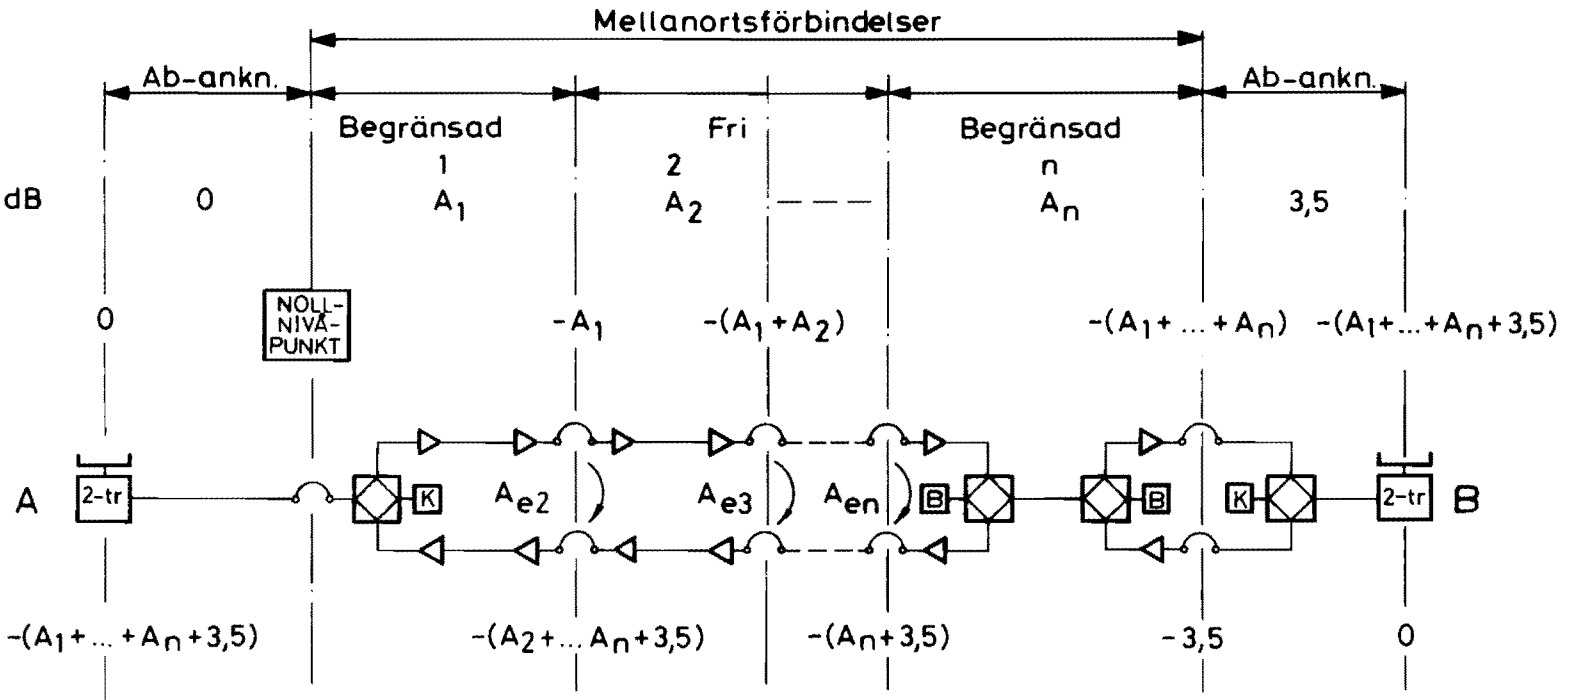 Mellanortsförbindelser
Ab-ankn.
Ab-ankn.
Begränsad
Fri
Begränsad
1
2
n
dB
0
A1
A2
An
3,5
0
NOLL-
NIVÅ-
PUNKT
-A1
-(A1+A2)
-(A1+...+An)
-(A1+...+An+3,5)
A
2-tr
K
Ae2
Ae3
Aen
B
B
K
2-tr
B
-(A1+...+An+3,5)
-(A2+...An+3,5)
-(An+3,5)
-3,5
0